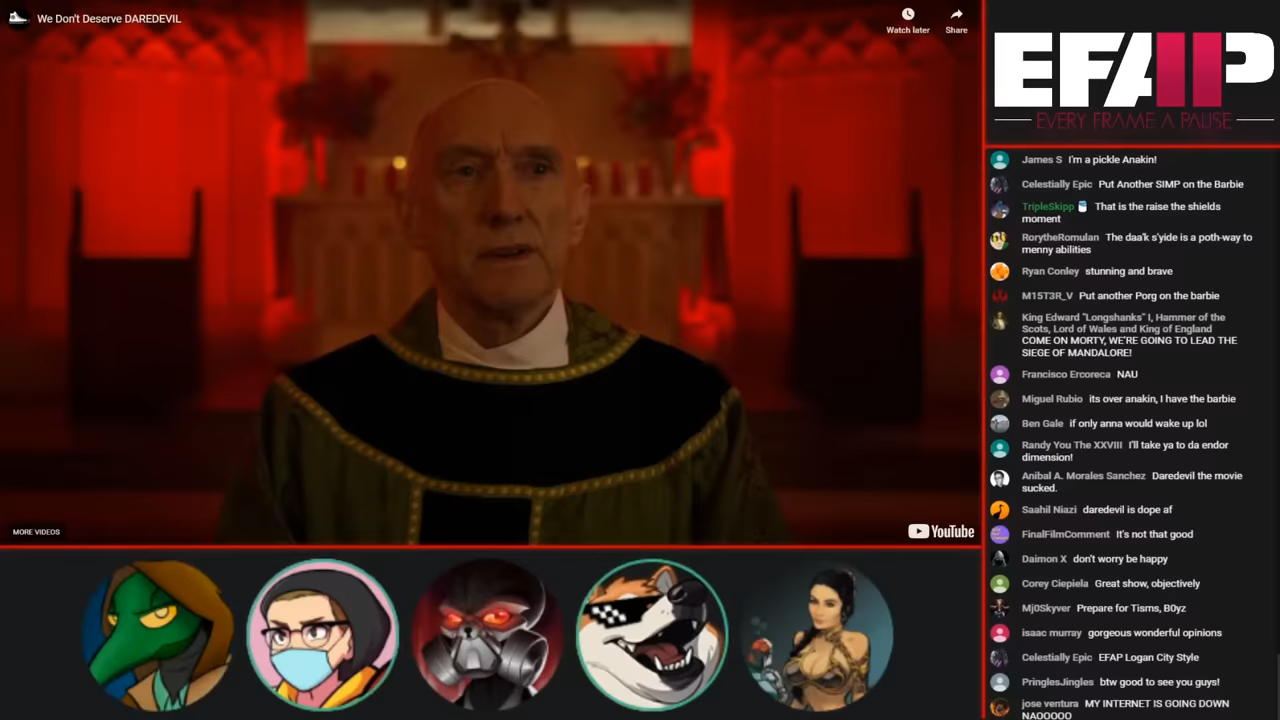 We Don't Deserve DAREDEVIL
Watch later
Share
MORE VIDEOS
YouTube
EFAP
EVERY FRAME A PAUSE
James S I'm a pickle Anakin!
Celestially Epic Put Another SIMP on the Barbie
TripleSkipp That is the raise the shields
moment
RorytheRomulan The daa'k s'yide is a poth-way to
menny abilities
Ryan Conley stunning and brave
M15T3R_V Put another Porg on the barbie
King Edward "Longshanks" I, Hammer of the
Scots, Lord of Wales and King of England
COME ON MORTY, WE'RE GOING TO LEAD THE
SIEGE OF MANDALORE!
Francisco Ercoreca NAU
Miguel Rubio its over anakin, I have the barbie
Ben Gale if only anna would wake up lol
Randy You The XXVIII I'll take ya to da endor
dimension!
Anibal A. Morales Sanchez Daredevil the movie
sucked.
Saahil Niazi daredevil is dope af
FinalFilmComment It's not that good
Daimon X don't worry be happy
Corey Ciepiela Great show, objectively
Mj0Skyver Prepare for Tisms, B0yz
isaac murray gorgeous wonderful opinions
Celestially Epic EFAP Logan City Style
PringlesJingles btw good to see you guys!
jose ventura MY INTERNET IS GOING DOWN
NAOOOOO